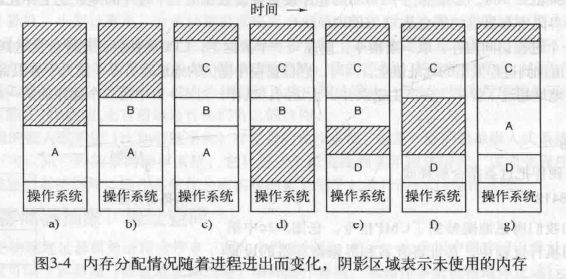 时间 →
C C C C C
B B B B
A
A A A
D D D
操作系统 操作系统 操作系统 操作系统 操作系统 操作系统 操作系统
a) b) c) d) e) f) g)
图3-4 内存分配情况随着进程进出而变化，阴影区域表示未使用的内存